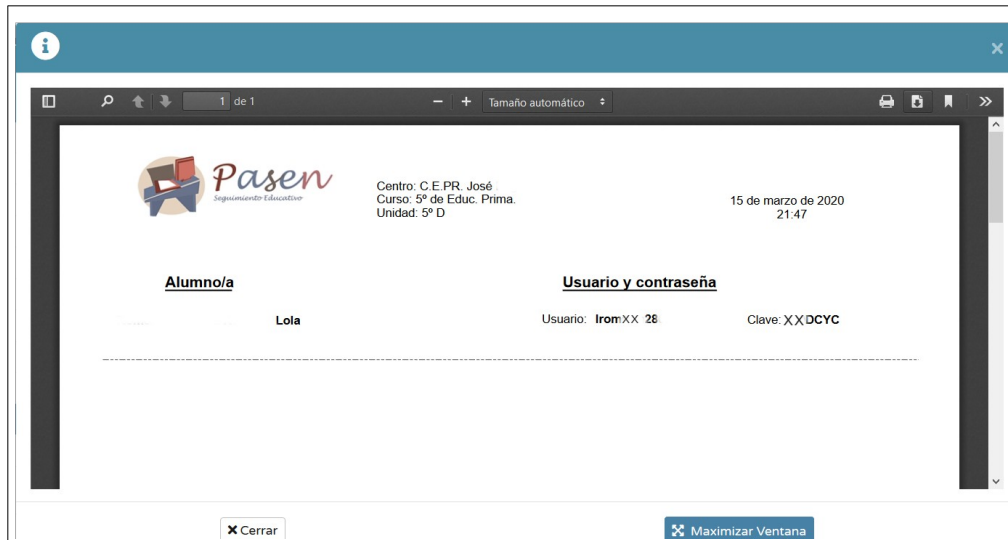 1 de 1
Tamaño automático
Pasen
Seguimiento Educativo
Centro: C.E.PR. José
Curso: 5º de Educ. Prima.
Unidad: 5º D
15 de marzo de 2020
21:47
Alumno/a
Usuario y contraseña
Lola
Usuario: IromXX 28
Clave: XXDCYC
Cerrar
Maximizar Ventana